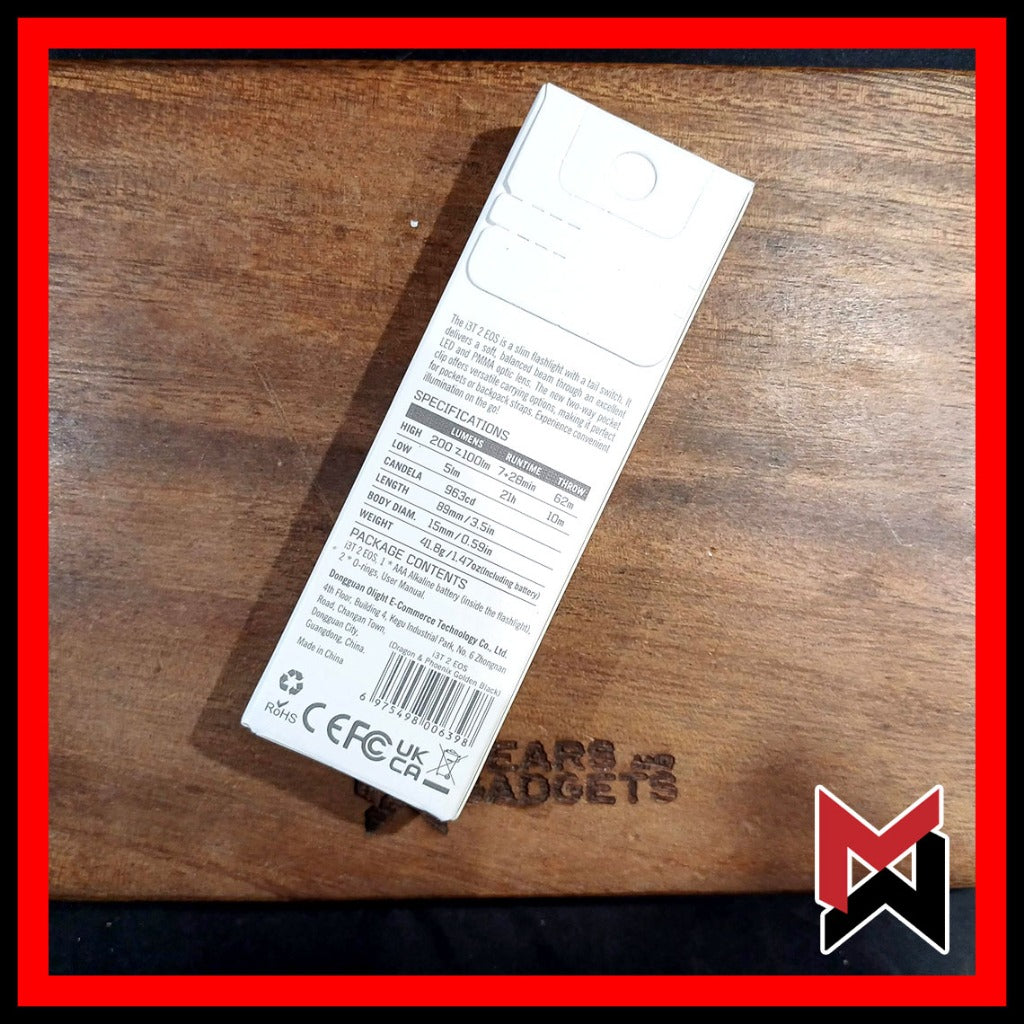 The i3T 2 EOS is a slim flashlight with a tail switch. It
delivers a soft, balanced beam through an excellent
LED and PMMA optic lens. The new two-way pocket
clip offers versatile carrying options, making it perfect
for pockets or backpack straps. Experience convenient
illumination on the go!
SPECIFICATIONS
LUMENS RUNTIME THROW
HIGH 200~100lm 7+28min 62m
LOW 5lm 21h 10m
CANDELA 963cd
LENGTH 89mm/3.5in
BODY DIAM. 15mm/0.59in
WEIGHT 41.8g/1.47oz(including battery)
PACKAGE CONTENTS
i3T 2 EOS, 1 * AAA Alkaline battery (inside the flashlight),
2 * O-rings, User Manual.
Dongguan Olight E-Commerce Technology Co., Ltd.
4th Floor, Building 4, Kegu Industrial Park, No. 6 Zhongnan
Road, Changan Town,
Dongguan City,
Guangdong, China.
Made in China
i3T 2 EOS
(Dragon & Phoenix Golden Black)
6 975498 006398
RoHS CE FC UK
CA
EARS
GADGETS